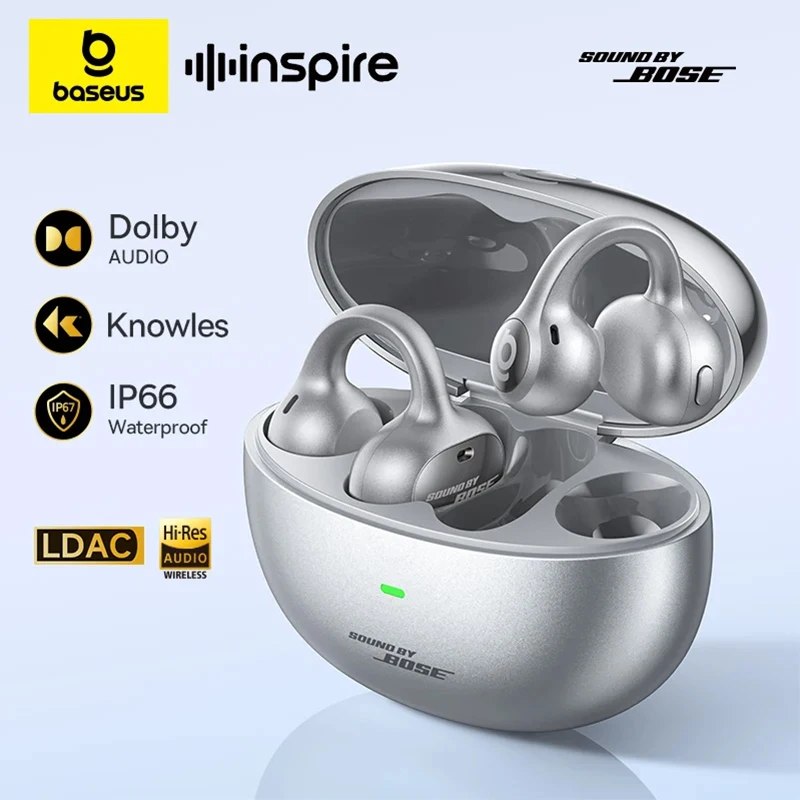 baseus
inspire
SOUND BY
BOSE
Dolby
AUDIO
Knowles
IP67
IP66
Waterproof
LDAC
Hi-Res
AUDIO
WIRELESS
SOUND BY
BOSE
SOUND BY
BOSE